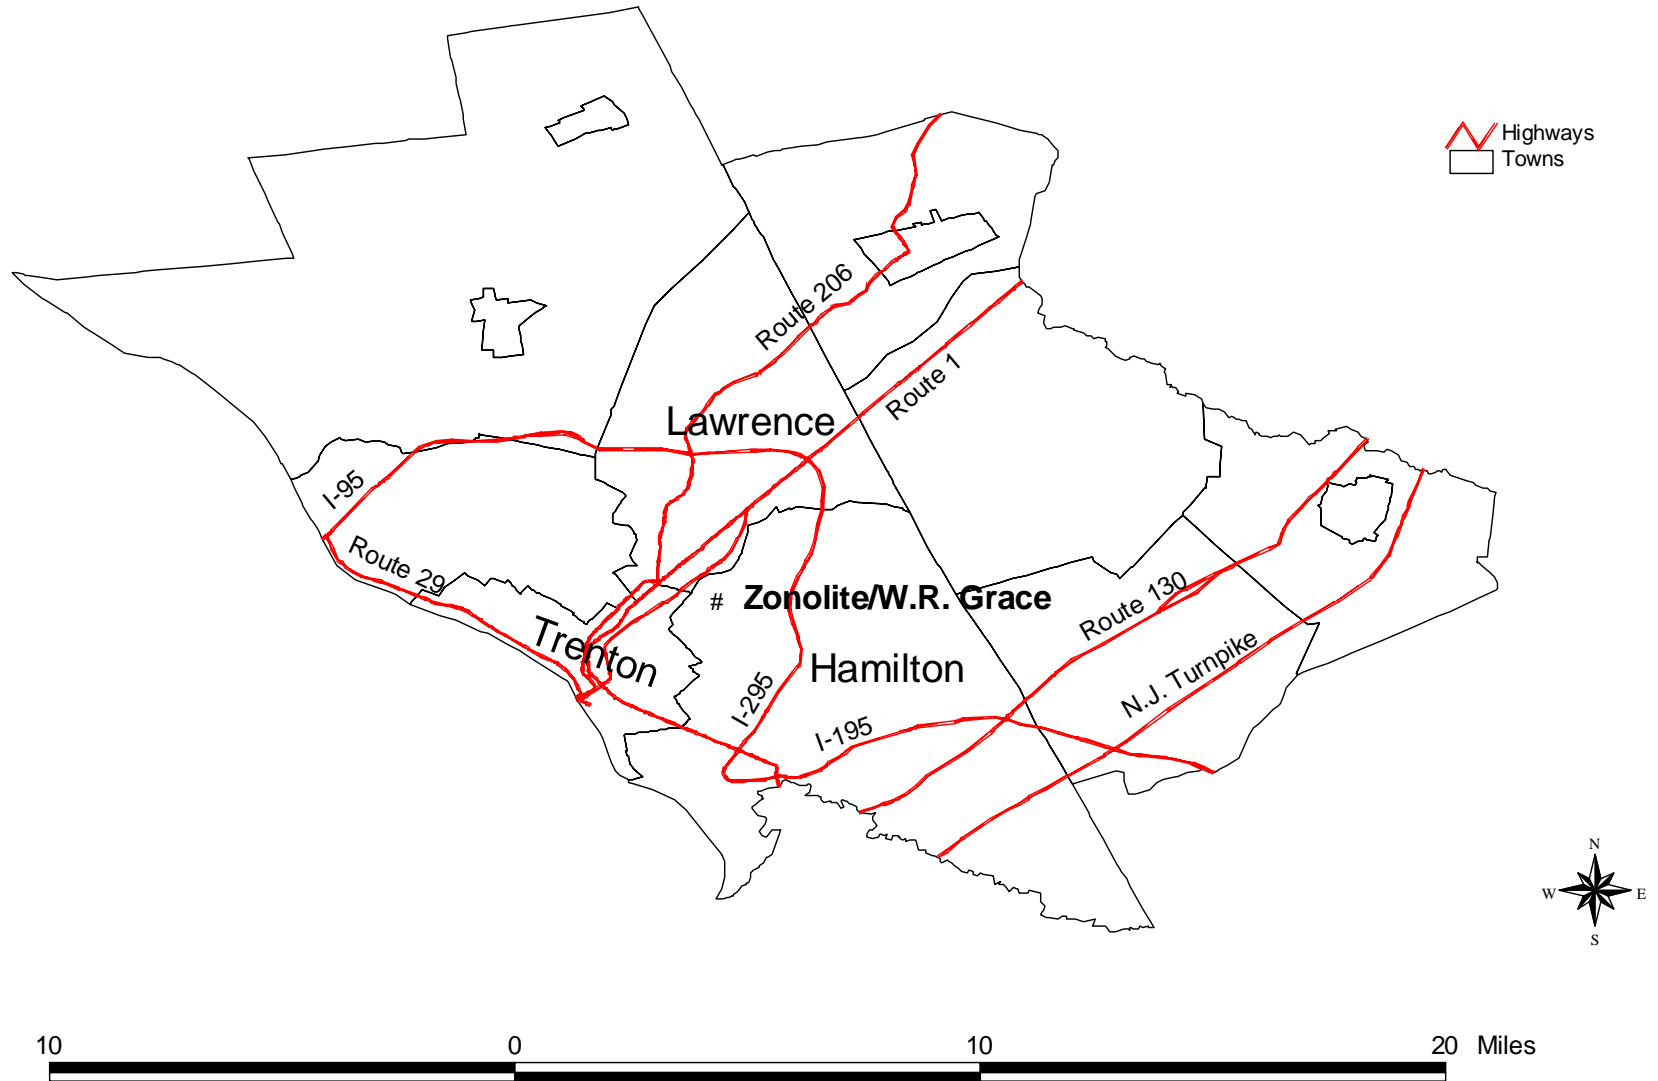 Highways
Towns
Route 206
Route 1
Lawrence
I-95
Route 29
# Zonolite/W.R. Grace
Route 130
Trenton
Hamilton
N.J. Turnpike
I-295
I-195
N
W E
S
10 0 10 20 Miles